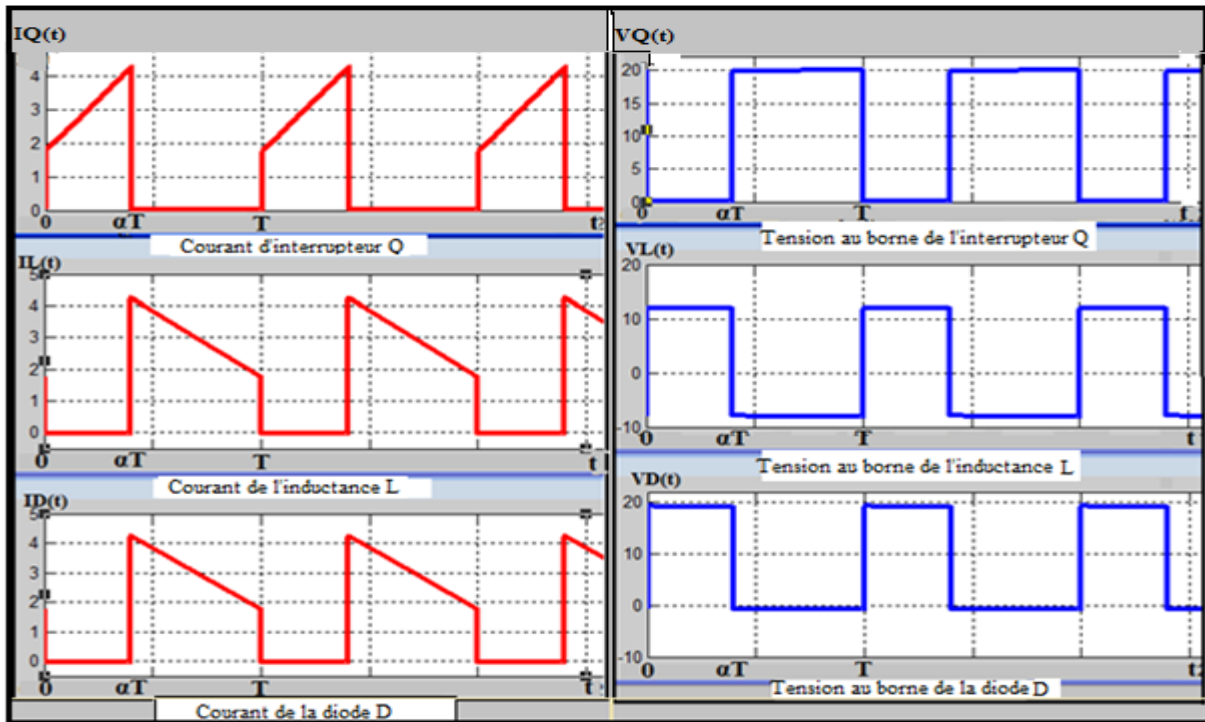 IQ(t)
4
3
2
1
0
0 αT T t
Courant d'interrupteur Q
IL(t)
5
4
3
2
1
0
0 αT T t
Courant de l'inductance L
ID(t)
5
4
3
2
1
0
0 αT T t
Courant de la diode D
VQ(t)
20
15
10
5
0
0 αT T t
Tension au borne de l'interrupteur Q
VL(t)
20
10
0
-10
0 αT T t
Tension au borne de l'inductance L
VD(t)
20
10
0
-10
0 αT T t
Tension au borne de la diode D